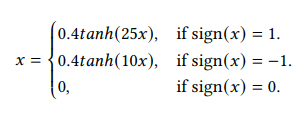 0.4tanh(25x), if sign(x) = 1.
x = { 0.4tanh(10x), if sign(x) = −1.
0, if sign(x) = 0.